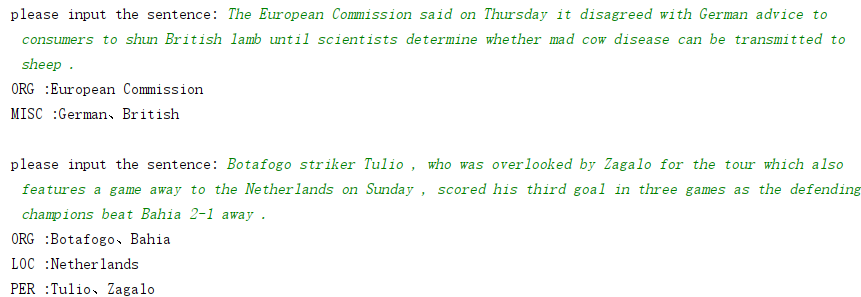 please input the sentence: The European Commission said on Thursday it disagreed with German advice to
consumers to shun British lamb until scientists determine whether mad cow disease can be transmitted to
sheep .
ORG :European Commission
MISC :German、British
please input the sentence: Botafogo striker Tulio , who was overlooked by Zagalo for the tour which also
features a game away to the Netherlands on Sunday , scored his third goal in three games as the defending
champions beat Bahia 2-1 away .
ORG :Botafogo、Bahia
LOC :Netherlands
PER :Tulio、Zagalo